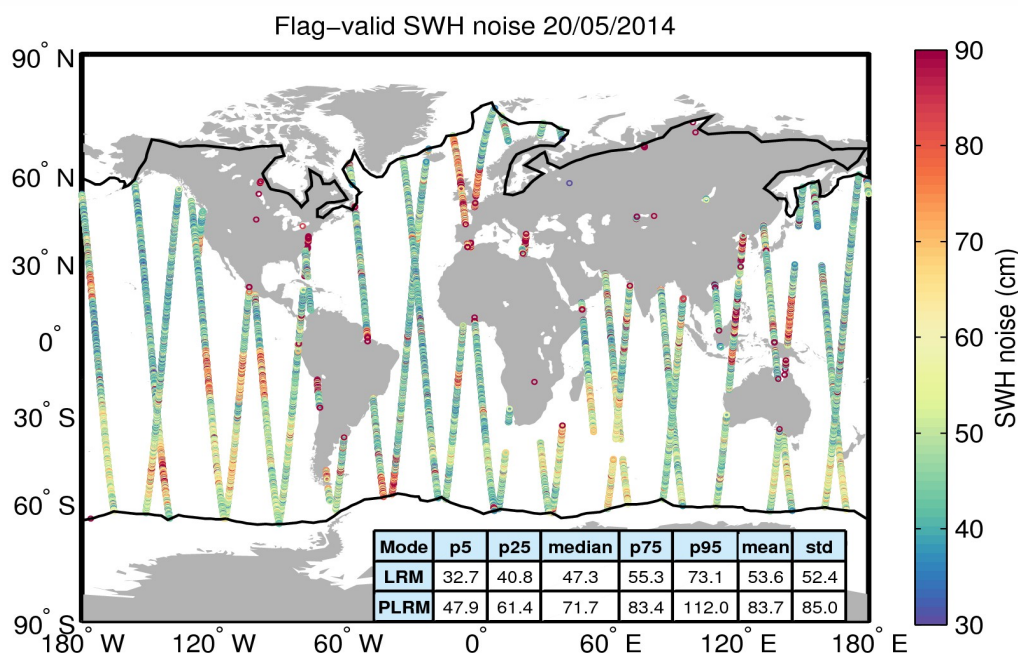 Flag−valid SWH noise 20/05/2014
90° N
60° N
30° N
0°
30° S
60° S
90° S
180° W
120° W
60° W
0°
60° E
120° E
180° E
Mode p5 p25 median p75 p95 mean std
LRM 32.7 40.8 47.3 55.3 73.1 53.6 52.4
PLRM 47.9 61.4 71.7 83.4 112.0 83.7 85.0
90
80
70
60
50
40
30
SWH noise (cm)